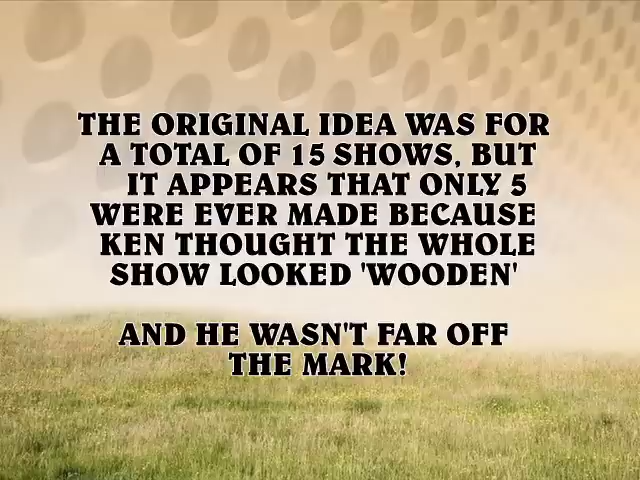 THE ORIGINAL IDEA WAS FOR
A TOTAL OF 15 SHOWS, BUT
IT APPEARS THAT ONLY 5
WERE EVER MADE BECAUSE
KEN THOUGHT THE WHOLE
SHOW LOOKED 'WOODEN'
AND HE WASN'T FAR OFF
THE MARK!